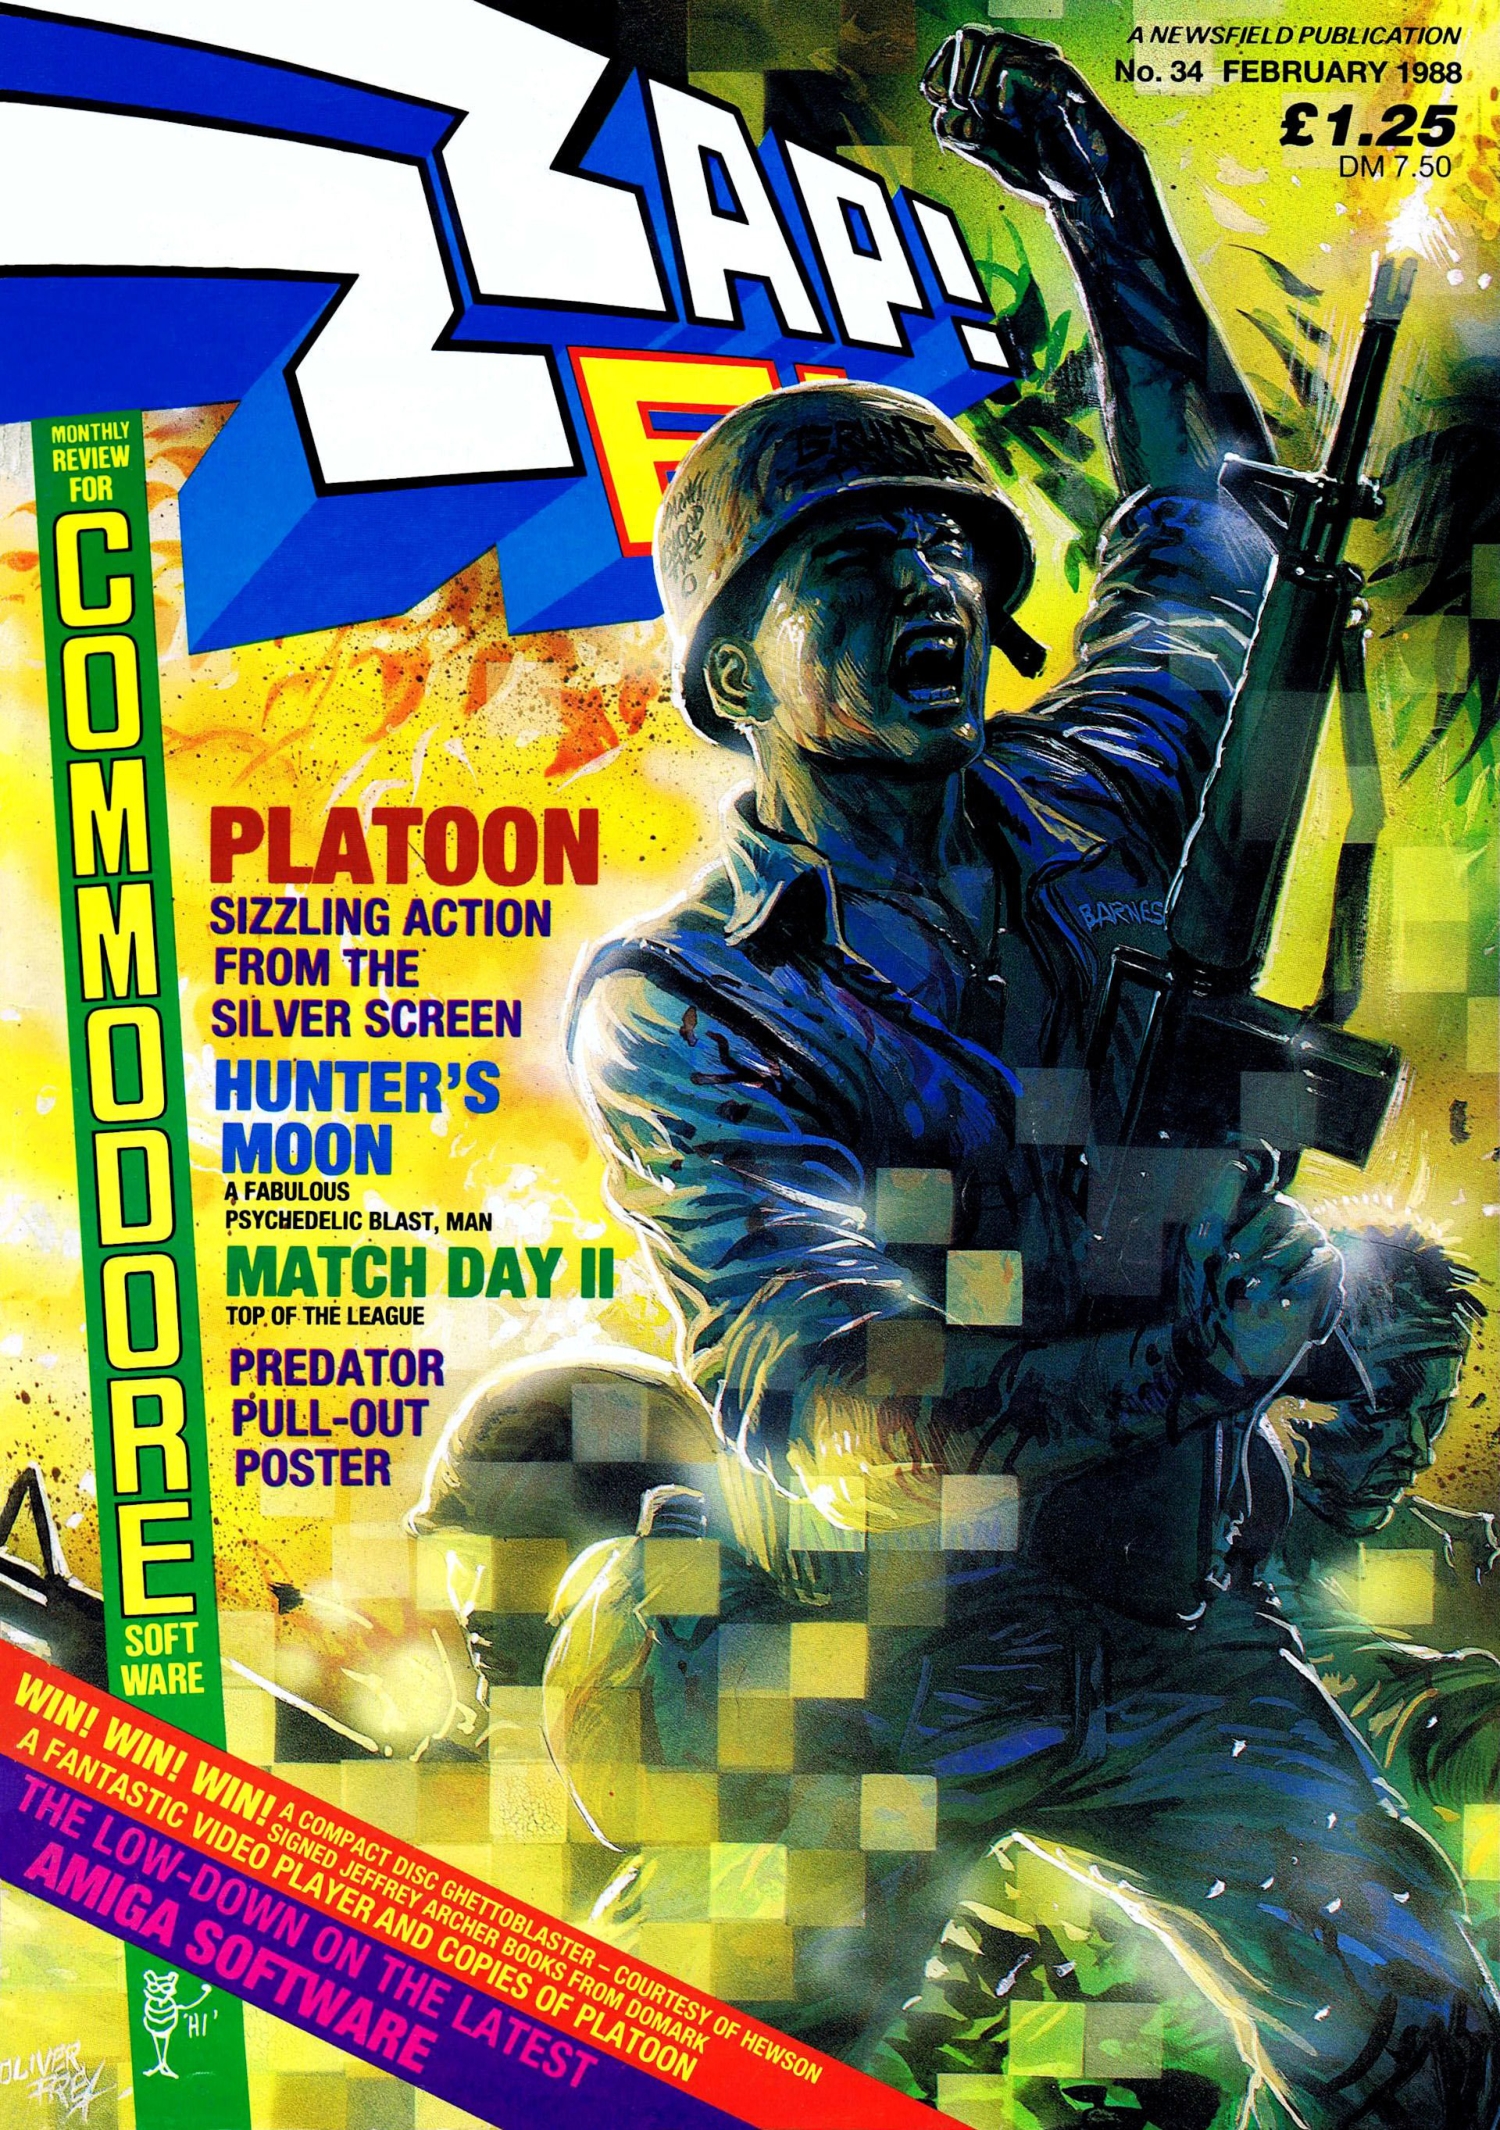 A NEWSFIELD PUBLICATION
No. 34 FEBRUARY 1988
£1.25
DM 7.50
ZZAP!
MONTHLY
REVIEW
FOR
COMMODORE
SOFT
WARE
GRUNT
BARNES
PLATOON
SIZZLING ACTION
FROM THE
SILVER SCREEN
HUNTER'S
MOON
A FABULOUS
PSYCHEDELIC BLAST, MAN
MATCH DAY II
TOP OF THE LEAGUE
PREDATOR
PULL-OUT
POSTER
WIN! WIN! WIN! A COMPACT DISC GHETTOBLASTER – COURTESY OF HEWSON
SIGNED JEFFREY ARCHER BOOKS FROM DOMARK
A FANTASTIC VIDEO PLAYER AND COPIES OF PLATOON
THE LOW-DOWN ON THE LATEST
AMIGA SOFTWARE
'HI'
OLIVER
FREY